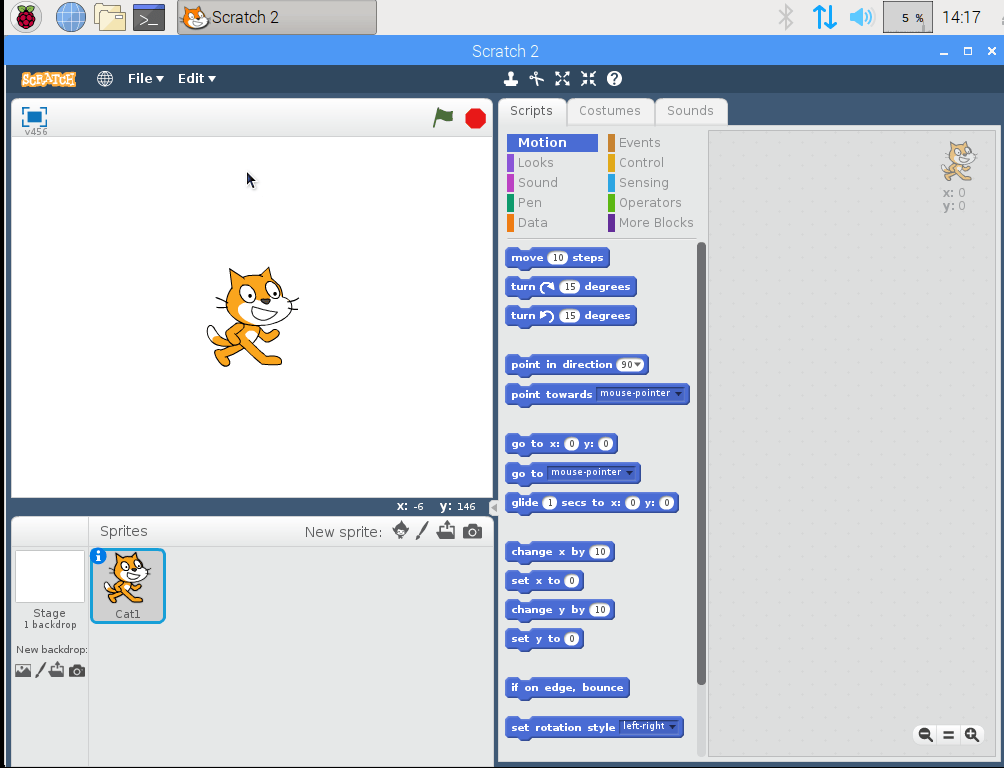 Scratch 2
5 %
14:17
Scratch 2
SCRATCH
File
Edit
v456
Scripts
Costumes
Sounds
Motion
Events
Looks
Control
Sound
Sensing
Pen
Operators
Data
More Blocks
x: 0
y: 0
move 10 steps
turn 15 degrees
turn 15 degrees
point in direction 90
point towards mouse-pointer
go to x: 0 y: 0
go to mouse-pointer
glide 1 secs to x: 0 y: 0
change x by 10
set x to 0
change y by 10
set y to 0
if on edge, bounce
set rotation style left-right
x: -6 y: 146
Sprites
New sprite:
Stage
1 backdrop
New backdrop:
Cat1